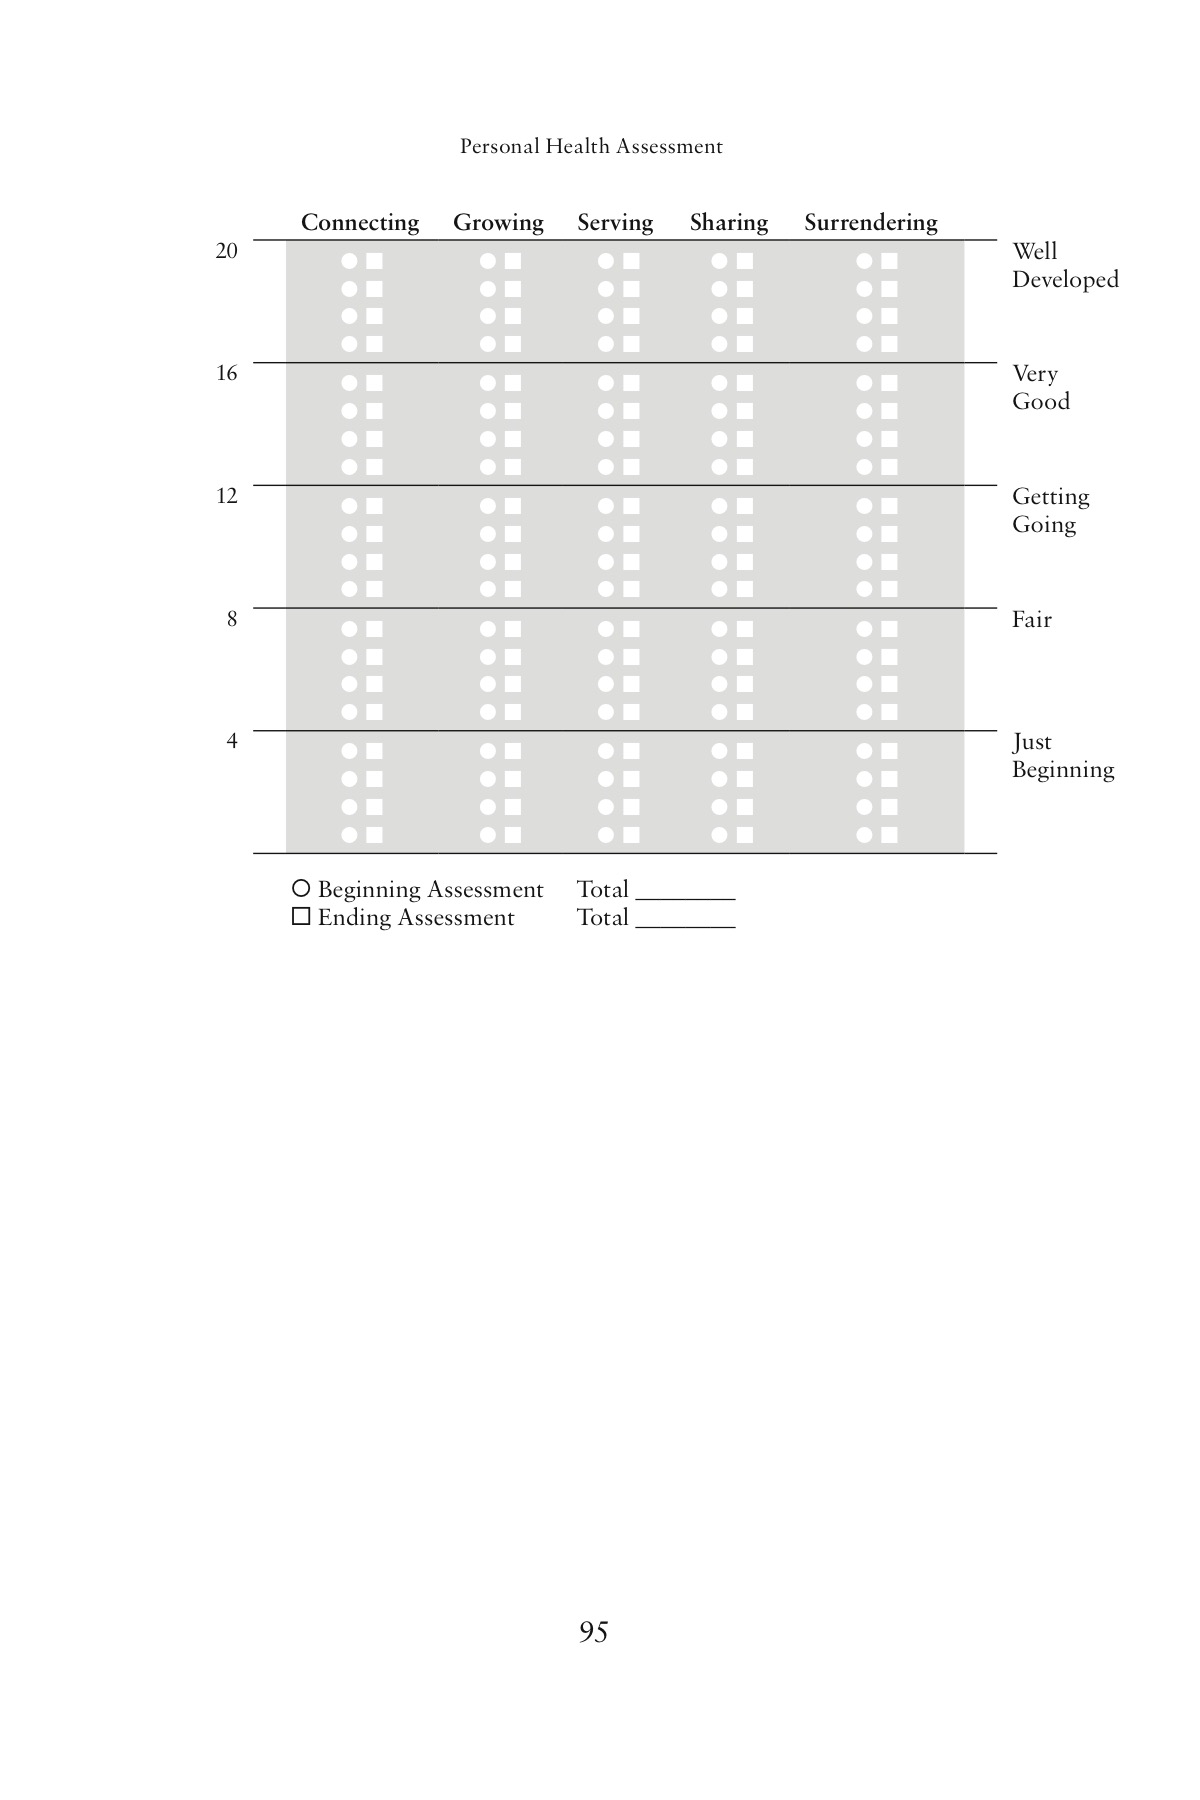 Personal Health Assessment
Connecting Growing Serving Sharing Surrendering
20 Well
Developed
16 Very
Good
12 Getting
Going
8 Fair
4 Just
Beginning
Beginning Assessment Total ________
Ending Assessment Total ________
95